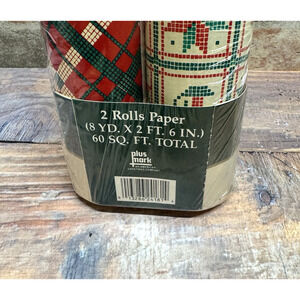 2 Rolls Paper
(8 YD. X 2 FT. 6 IN.)
60 SQ. FT. TOTAL
plus
mark